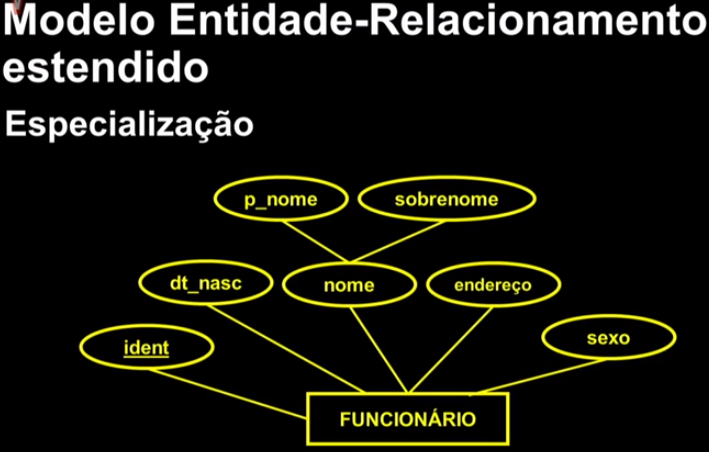 Modelo Entidade-Relacionamento
estendido
Especialização
p_nome
sobrenome
dt_nasc
nome
endereço
ident
sexo
FUNCIONÁRIO